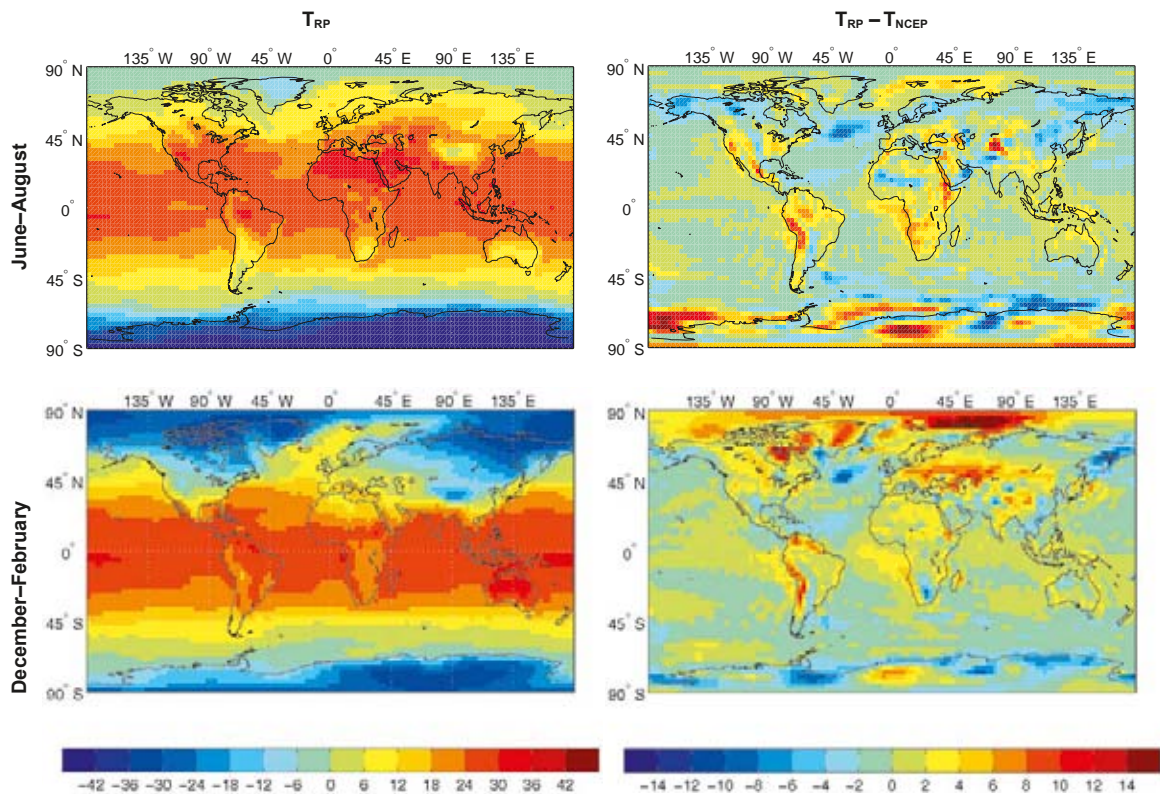 T_RP T_RP – T_NCEP
135° W 90° W 45° W 0° 45° E 90° E 135° E
90° N
45° N
0°
45° S
90° S
June–August
135° W 90° W 45° W 0° 45° E 90° E 135° E
90° N
45° N
0°
45° S
90° S
135° W 90° W 45° W 0° 45° E 90° E 135° E
90° N
45° N
0°
45° S
90° S
December–February
135° W 90° W 45° W 0° 45° E 90° E 135° E
90° N
45° N
0°
45° S
90° S
−42 −36 −30 −24 −18 −12 −6 0 6 12 18 24 30 36 42
−14 −12 −10 −8 −6 −4 −2 0 2 4 6 8 10 12 14